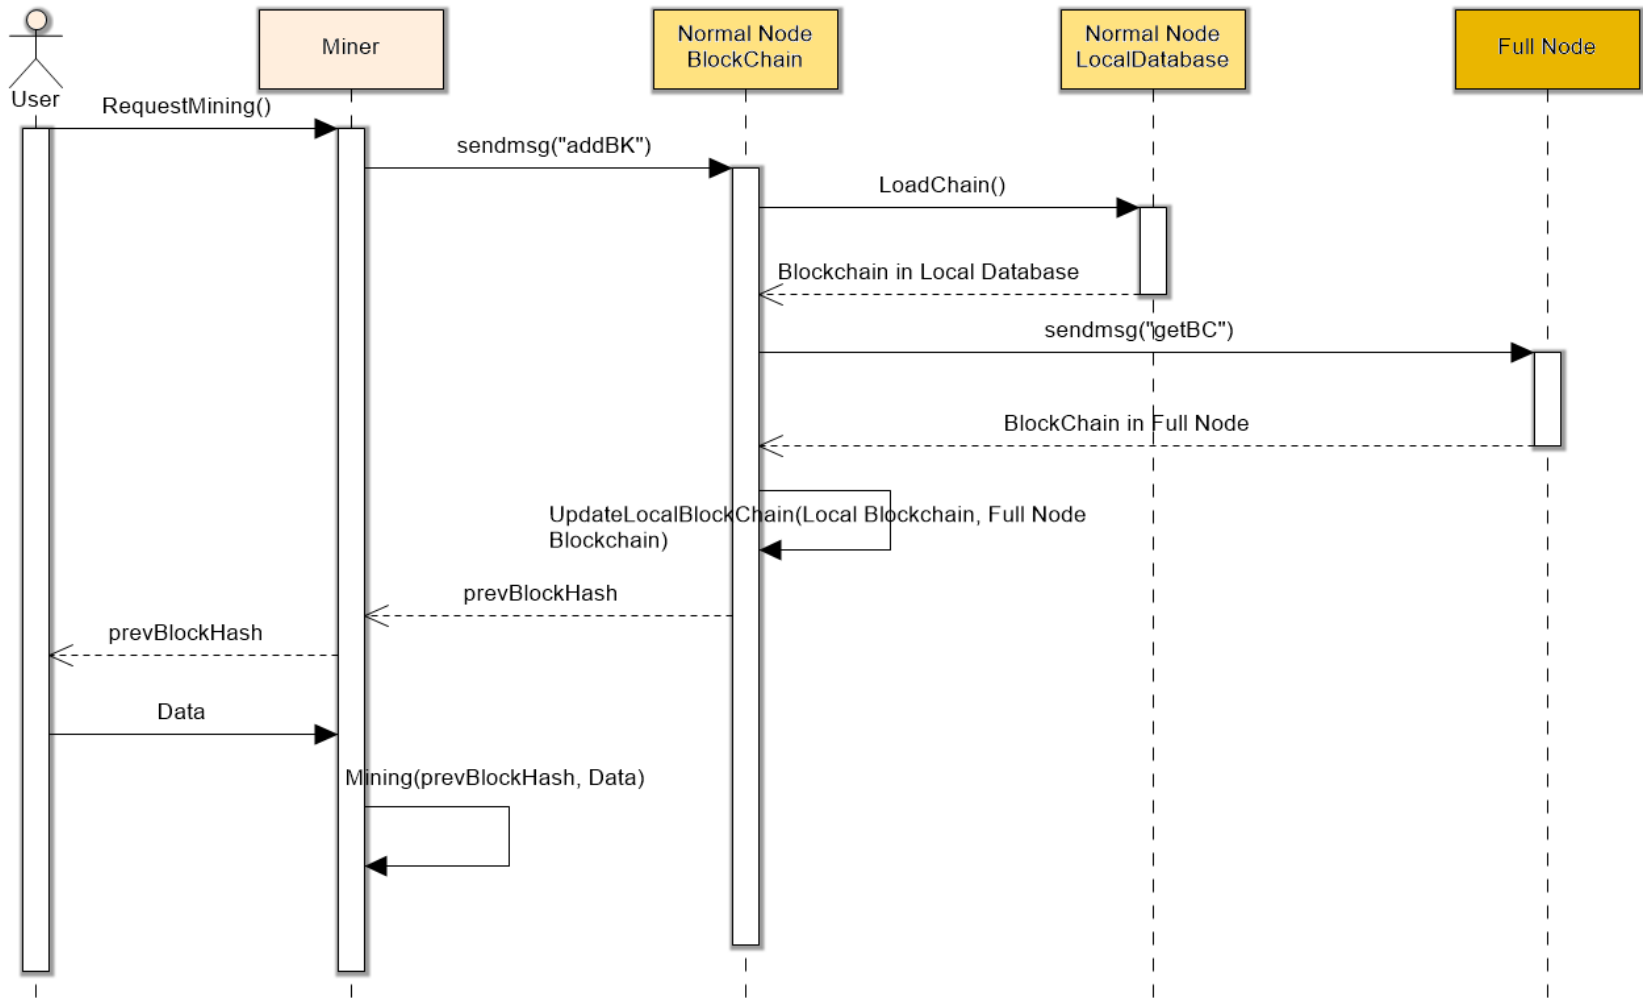 User
Miner
Normal Node
BlockChain
Normal Node
LocalDatabase
Full Node
RequestMining()
sendmsg("addBK")
LoadChain()
Blockchain in Local Database
sendmsg("getBC")
BlockChain in Full Node
UpdateLocalBlockChain(Local Blockchain, Full Node
Blockchain)
prevBlockHash
prevBlockHash
Data
Mining(prevBlockHash, Data)